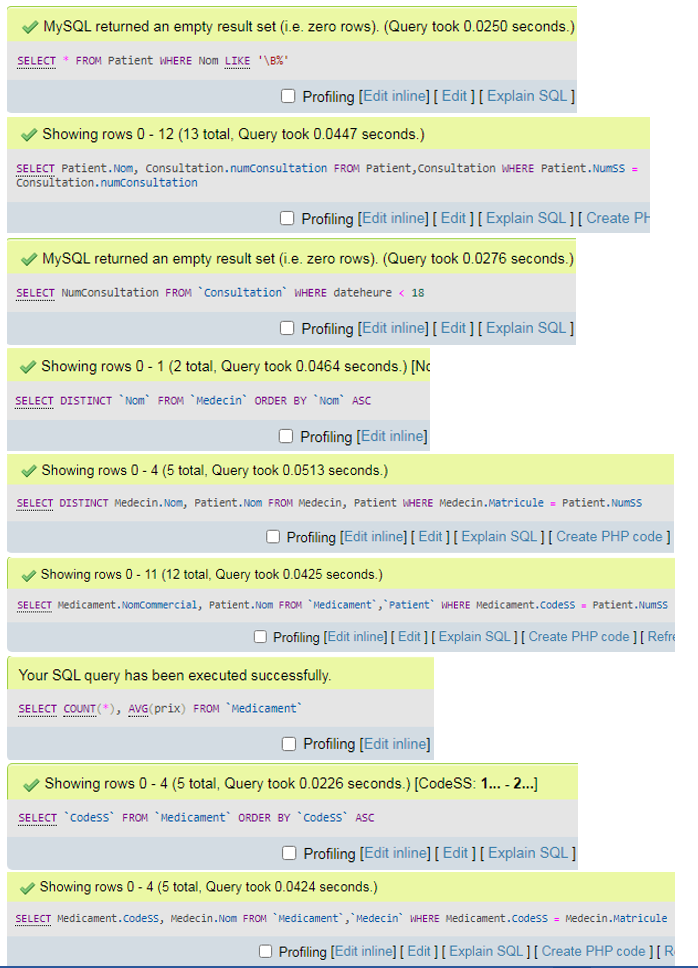 MySQL returned an empty result set (i.e. zero rows). (Query took 0.0250 seconds.)
SELECT * FROM Patient WHERE Nom LIKE '\B%'
Profiling [Edit inline] [ Edit ] [ Explain SQL ]
Showing rows 0 - 12 (13 total, Query took 0.0447 seconds.)
SELECT Patient.Nom, Consultation.numConsultation FROM Patient,Consultation WHERE Patient.NumSS =
Consultation.numConsultation
Profiling [Edit inline] [ Edit ] [ Explain SQL ] [ Create PH
MySQL returned an empty result set (i.e. zero rows). (Query took 0.0276 seconds.)
SELECT NumConsultation FROM `Consultation` WHERE dateheure < 18
Profiling [Edit inline] [ Edit ] [ Explain SQL ]
Showing rows 0 - 1 (2 total, Query took 0.0464 seconds.) [No
SELECT DISTINCT `Nom` FROM `Medecin` ORDER BY `Nom` ASC
Profiling [Edit inline]
Showing rows 0 - 4 (5 total, Query took 0.0513 seconds.)
SELECT DISTINCT Medecin.Nom, Patient.Nom FROM Medecin, Patient WHERE Medecin.Matricule = Patient.NumSS
Profiling [Edit inline] [ Edit ] [ Explain SQL ] [ Create PHP code ]
Showing rows 0 - 11 (12 total, Query took 0.0425 seconds.)
SELECT Medicament.NomCommercial, Patient.Nom FROM `Medicament`,`Patient` WHERE Medicament.CodeSS = Patient.NumSS
Profiling [Edit inline] [ Edit ] [ Explain SQL ] [ Create PHP code ] [ Refre
Your SQL query has been executed successfully.
SELECT COUNT(*), AVG(prix) FROM `Medicament`
Profiling [Edit inline]
Showing rows 0 - 4 (5 total, Query took 0.0226 seconds.) [CodeSS: 1... - 2...]
SELECT `CodeSS` FROM `Medicament` ORDER BY `CodeSS` ASC
Profiling [Edit inline] [ Edit ] [ Explain SQL ]
Showing rows 0 - 4 (5 total, Query took 0.0424 seconds.)
SELECT Medicament.CodeSS, Medecin.Nom FROM `Medicament`,`Medecin` WHERE Medicament.CodeSS = Medecin.Matricule
Profiling [Edit inline] [ Edit ] [ Explain SQL ] [ Create PHP code ] [ R